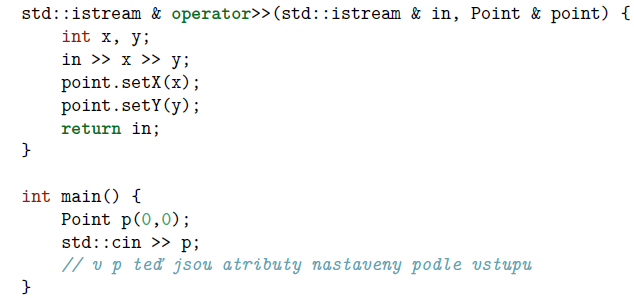 std::istream & operator>>(std::istream & in, Point & point) {
    int x, y;
    in >> x >> y;
    point.setX(x);
    point.setY(y);
    return in;
}

int main() {
    Point p(0,0);
    std::cin >> p;
    // v p teď jsou atributy nastaveny podle vstupu
}